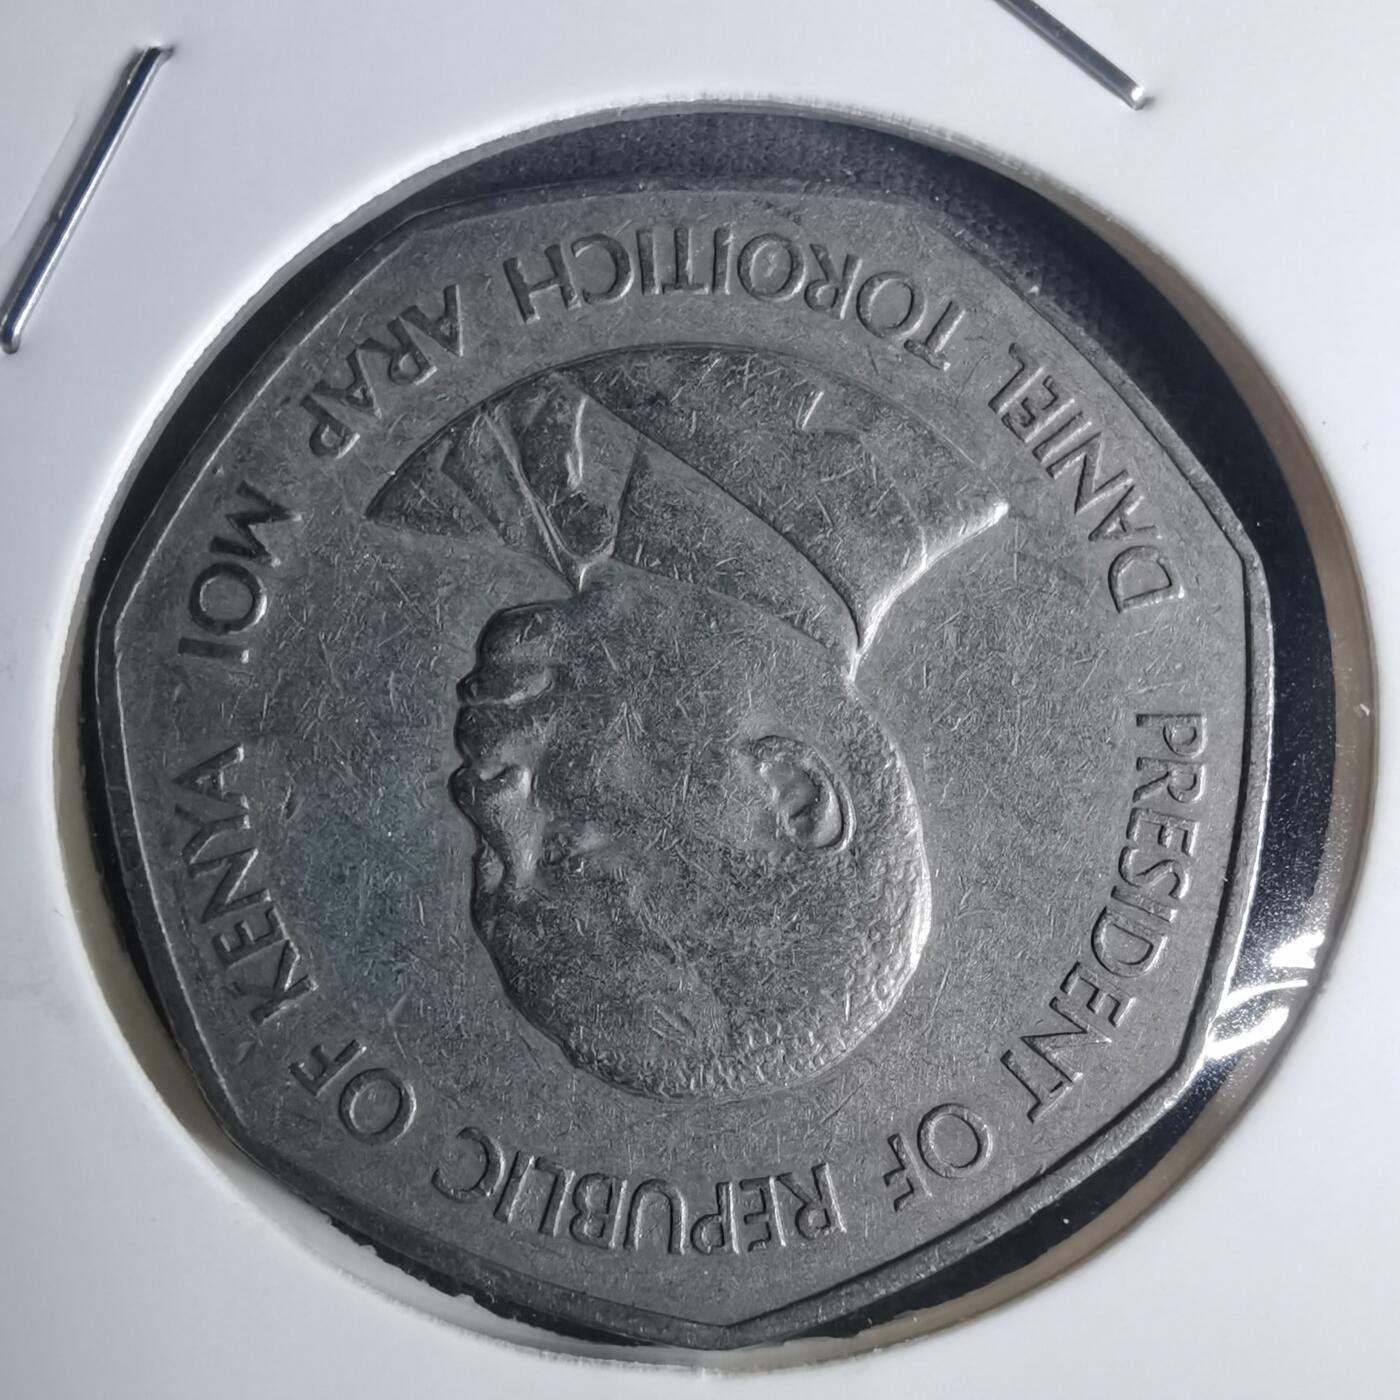 PRESIDENT OF REPUBLIC OF KENYA
DANIEL TOROITICH ARAP MOI